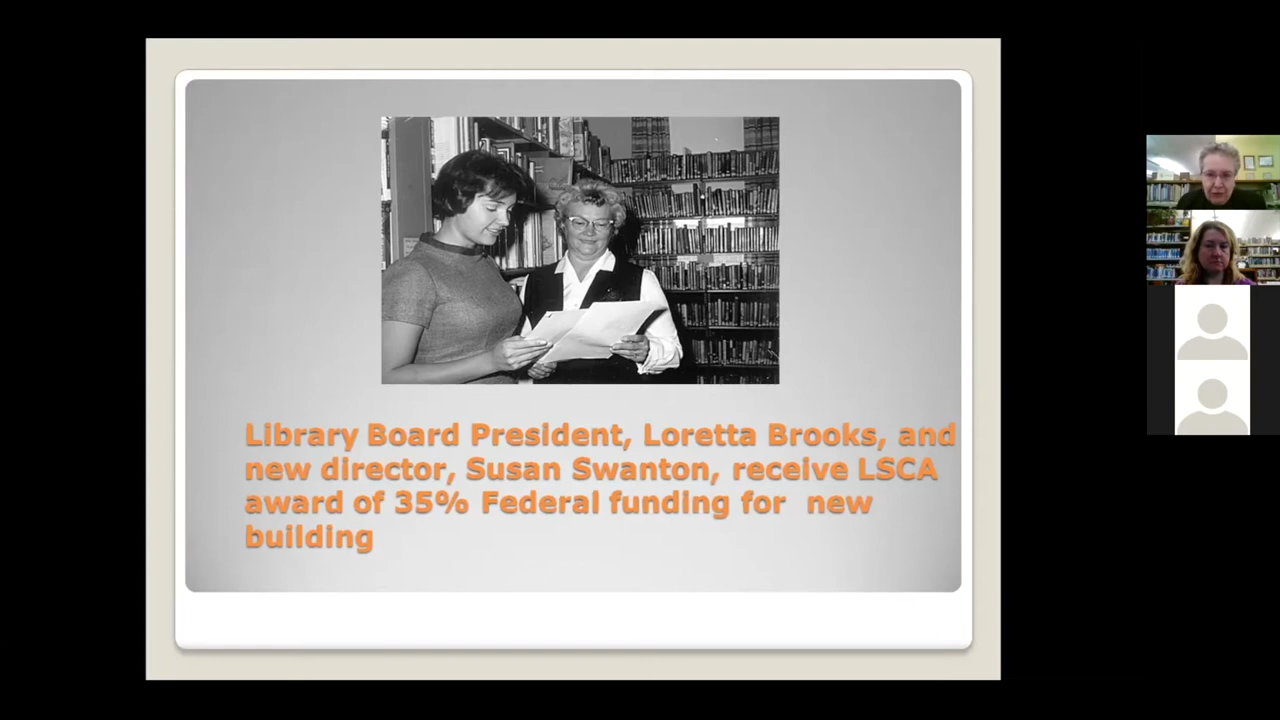 Library Board President, Loretta Brooks, and
new director, Susan Swanton, receive LSCA
award of 35% Federal funding for new
building